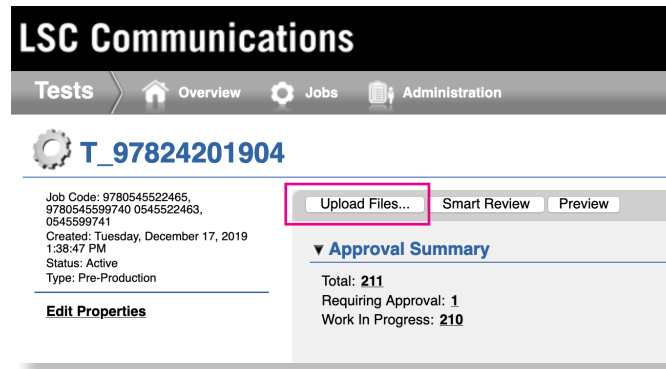 LSC Communications
Tests Overview Jobs Administration
T_97824201904
Job Code: 9780545522465,
9780545599740 0545522463,
0545599741
Created: Tuesday, December 17, 2019
1:38:47 PM
Status: Active
Type: Pre-Production
Edit Properties
Upload Files... Smart Review Preview
▼ Approval Summary
Total: 211
Requiring Approval: 1
Work In Progress: 210